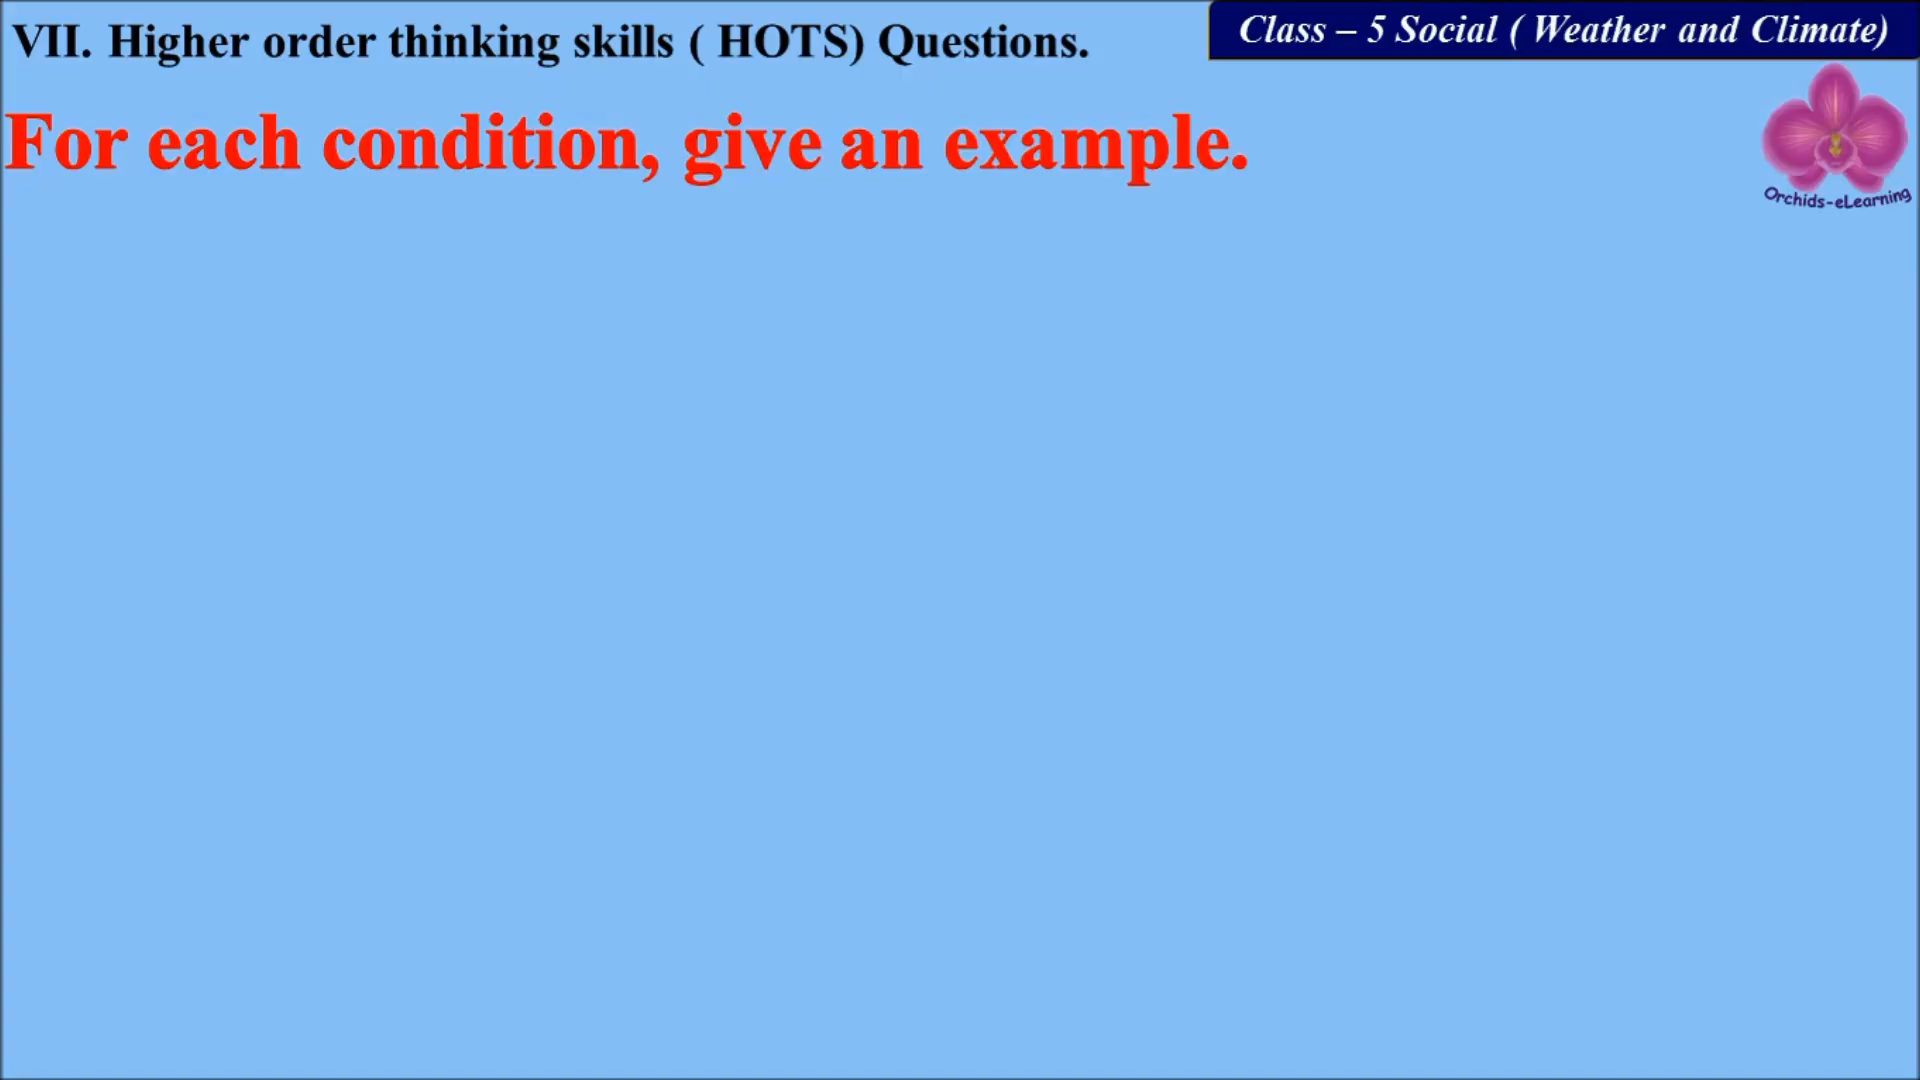 VII. Higher order thinking skills ( HOTS) Questions.
Class – 5 Social ( Weather and Climate)
For each condition, give an example.
Orchids-eLearning